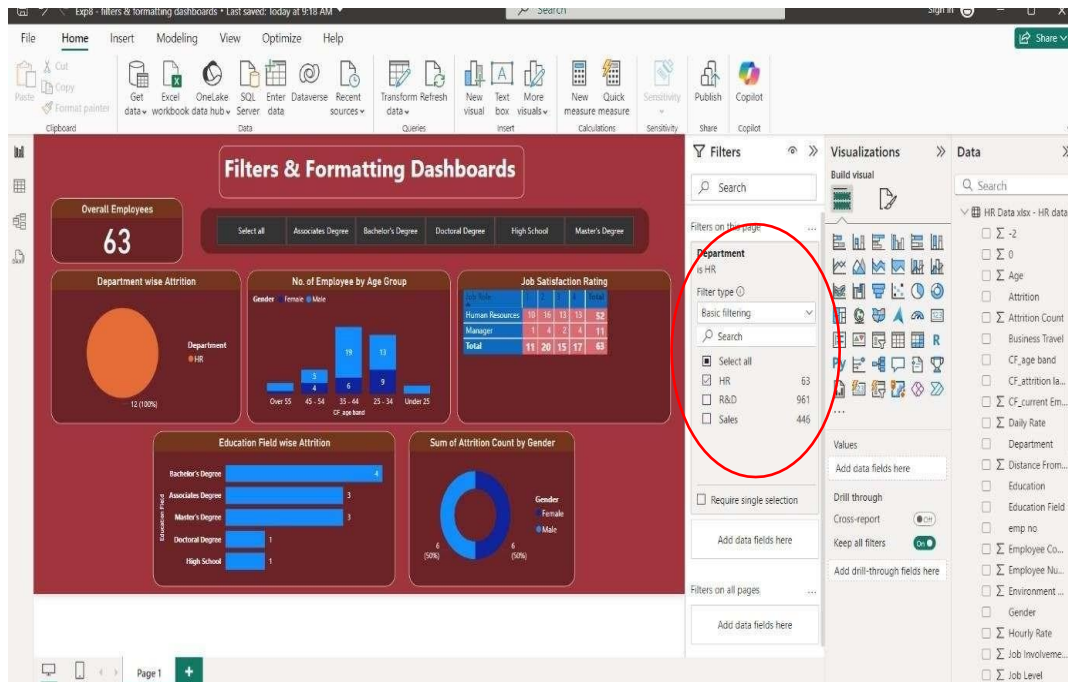 Exp8 - filters & formatting dashboards • Last saved: Today at 9:18 AM
Search
Sign in
File Home Insert Modeling View Optimize Help
Share
Paste
Cut
Copy
Format painter
Clipboard
Get data
Excel workbook
OneLake data hub
SQL Server
Enter data
Dataverse
Recent sources
Data
Transform data
Refresh
Queries
New visual
Text box
More visuals
Insert
New measure
Quick measure
Calculations
Sensitivity
Sensitivity
Publish
Share
Copilot
Copilot
Filters & Formatting Dashboards
Overall Employees
63
Select all Associates Degree Bachelor's Degree Doctoral Degree High School Master's Degree
Department wise Attrition
Department
HR
12 (100%)
No. of Employee by Age Group
Gender Female Male
5
4
19
6
13
9
Over 55 45 - 54 35 - 44 25 - 34 Under 25
CF_age band
Job Satisfaction Rating
Job Role 1 2 3 4 Total
Human Resources 10 16 13 13 52
Manager 1 4 2 4 11
Total 11 20 15 17 63
Education Field wise Attrition
Education Field
Bachelor's Degree 4
Associates Degree 3
Master's Degree 3
Doctoral Degree 1
High School 1
Sum of Attrition Count by Gender
Gender
Female
Male
6
(50%)
6
(50%)
Page 1
Filters
Search
Filters on this page
Department
is HR
Filter type
Basic filtering
Search
Select all
HR 63
R&D 961
Sales 446
Require single selection
Add data fields here
Filters on all pages
Add data fields here
Visualizations
Build visual
R
Py
Values
Add data fields here
Drill through
Cross-report Off
Keep all filters On
Add drill-through fields here
Data
Search
HR Data xlsx - HR data
-2
0
Age
Attrition
Attrition Count
Business Travel
CF_age band
CF_attrition la...
CF_current Em...
Daily Rate
Department
Distance From...
Education
Education Field
emp no
Employee Co...
Employee Nu...
Environment ...
Gender
Hourly Rate
Job Involveme...
Job Level